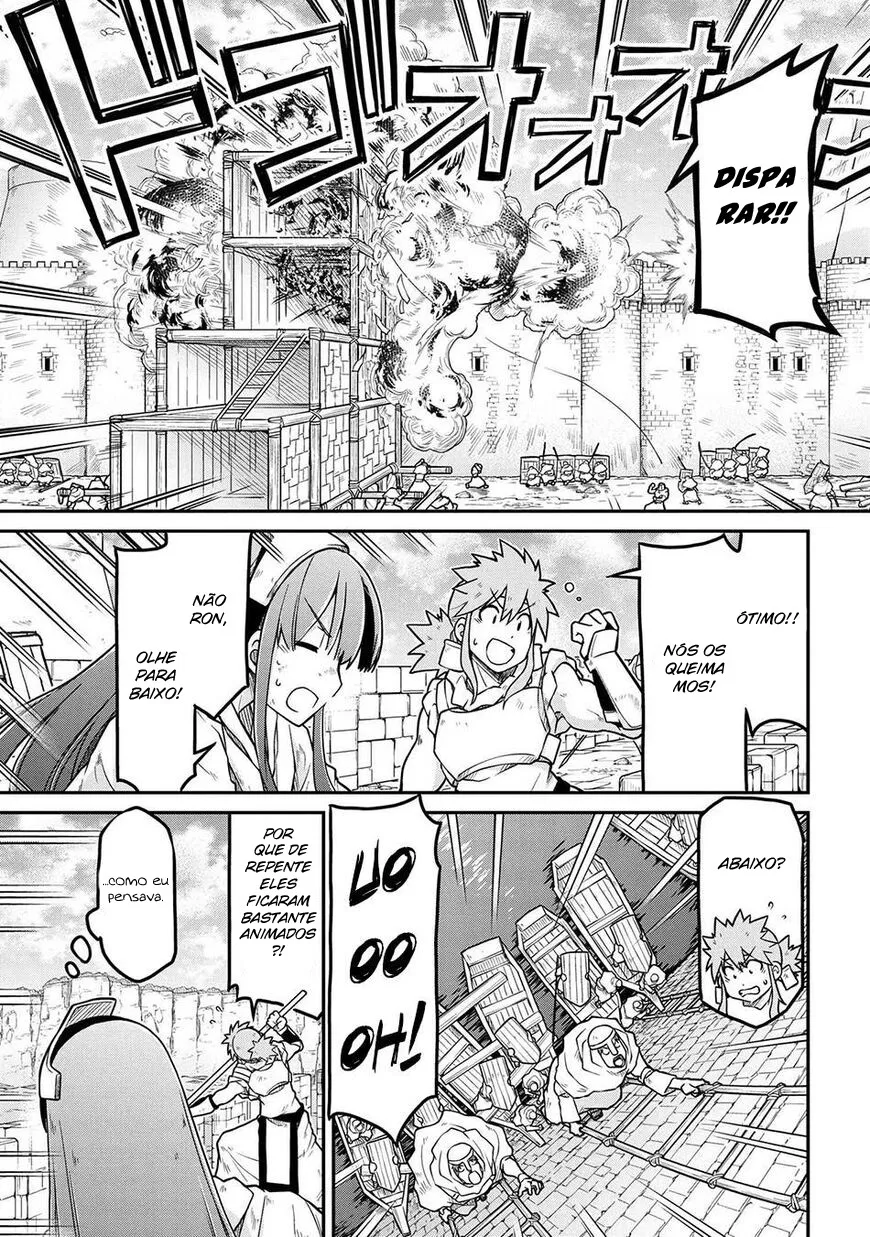 DISPA
RAR!!
ドゴオオオオ
ÓTIMO!!
NÓS OS
QUEIMA
MOS!
NÃO
RON,
OLHE
PARA
BAIXO!
ABAIXO?
UO
OO
OH!
POR
QUE DE
REPENTE
ELES
FICARAM
BASTANTE
ANIMADOS
?!
...COMO EU
PENSAVA.